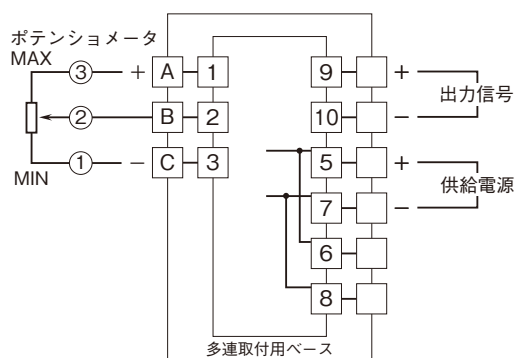 ポテンショメータ
MAX
③ + A 1
② B 2
① − C 3
MIN
9 +
10 −
出力信号
5 +
7 −
供給電源
6
8
多連取付用ベース